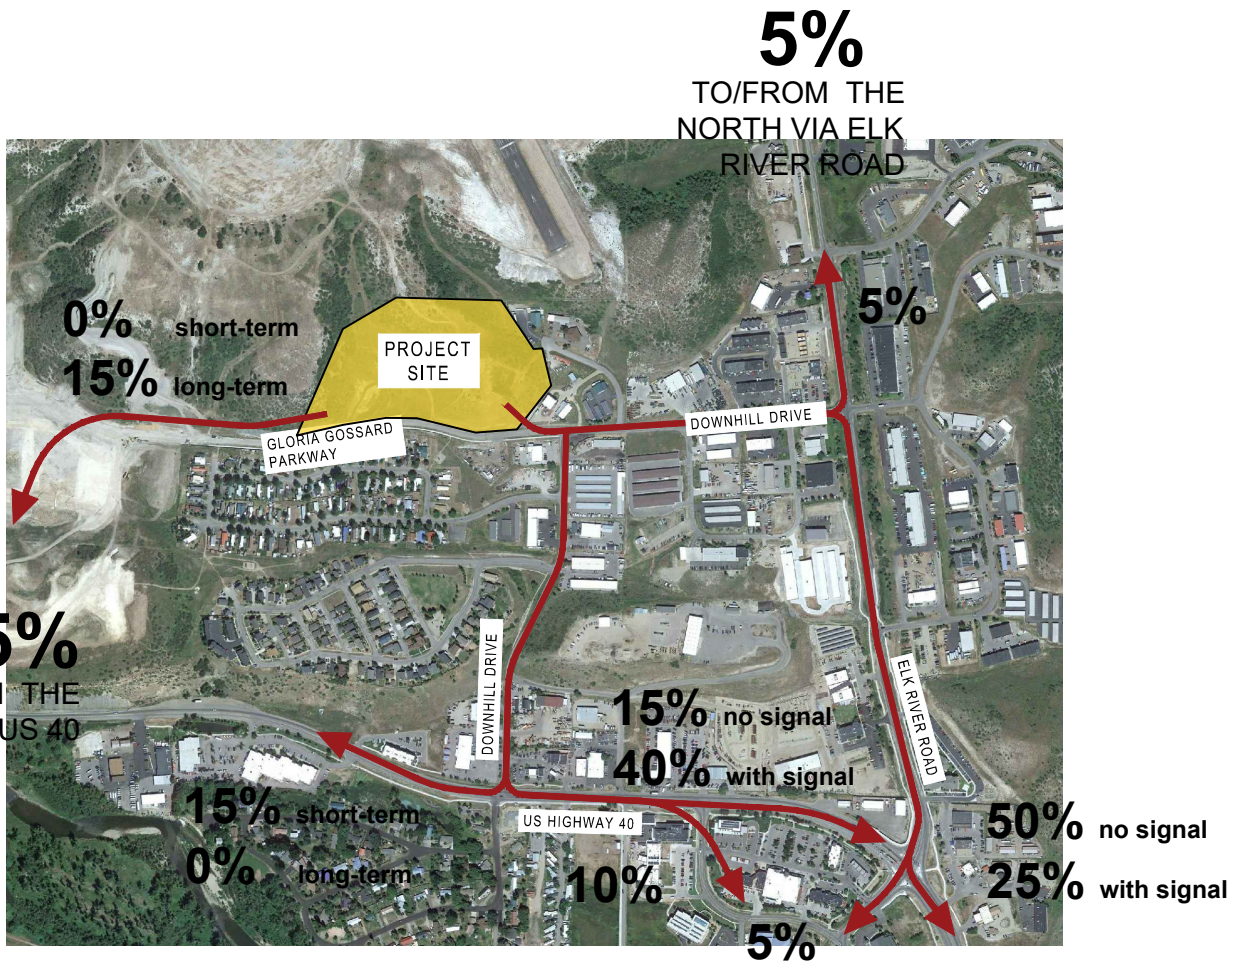 5%
TO/FROM THE
NORTH VIA ELK
RIVER ROAD
5%
0% short-term
15% long-term
PROJECT
SITE
DOWNHILL DRIVE
GLORIA GOSSARD
PARKWAY
5%
THE
US 40
DOWNHILL DRIVE
ELK RIVER ROAD
15% no signal
40% with signal
15% short-term
0% long-term
US HIGHWAY 40
50% no signal
25% with signal
10%
5%